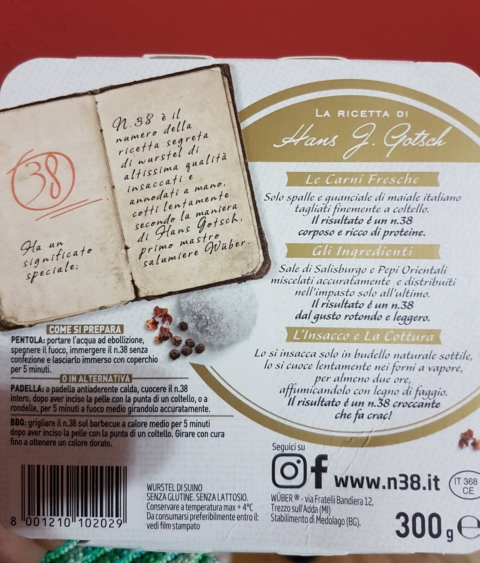 38
Ha un
significato
speciale:
N. 38 è il
numero della
ricetta segreta
di wurstel di
altissima qualità
insaccati e
annodati a mano,
cotti lentamente
secondo la maniera
di Hans Gotsch,
primo mastro
salumiere Wuber.
LA RICETTA DI
Hans J. Gotsch
Le Carni Fresche
Solo spalle e guanciale di maiale italiano
tagliati finemente a coltello.
Il risultato è un n.38
corposo e ricco di proteine.
Gli Ingredienti
Sale di Salisburgo e Pepi Orientali
miscelati accuratamente e distribuiti
nell'impasto solo all'ultimo.
Il risultato è un n.38
dal gusto rotondo e leggero.
L'Insacco e La Cottura
Lo si insacca solo in budello naturale sottile,
lo si cuoce lentamente nei forni a vapore,
per almeno due ore,
affumicandolo con legno di faggio.
Il risultato è un n.38 croccante
che fa crac!
COME SI PREPARA
PENTOLA: portare l'acqua ad ebollizione,
spegnere il fuoco, immergere il n.38 senza
confezione e lasciarlo immerso con coperchio
per 5 minuti.
O IN ALTERNATIVA
PADELLA: a padella antiaderente calda, cuocere il n.38
intero, dopo aver inciso la pelle con la punta di un coltello, o a
rondelle, per 5 minuti a fuoco medio girandolo accuratamente.
BBQ: grigliare il n.38 sul barbecue a calore medio per 5 minuti
dopo aver inciso la pelle con la punta di un coltello. Girare con cura
fino a ottenere un colore dorato.
8 001210 102029
WURSTEL DI SUINO
SENZA GLUTINE. SENZA LATTOSIO.
Conservare a temperatura max + 4°C
Da consumarsi preferibilmente entro il:
vedi film stampato
Seguici su
f www.n38.it
IT 368
CE
WÜBER ® - via Fratelli Bandiera 12,
Trezzo sull'Adda (MI)
Stabilimento di Medolago (BG).
300 g ℮